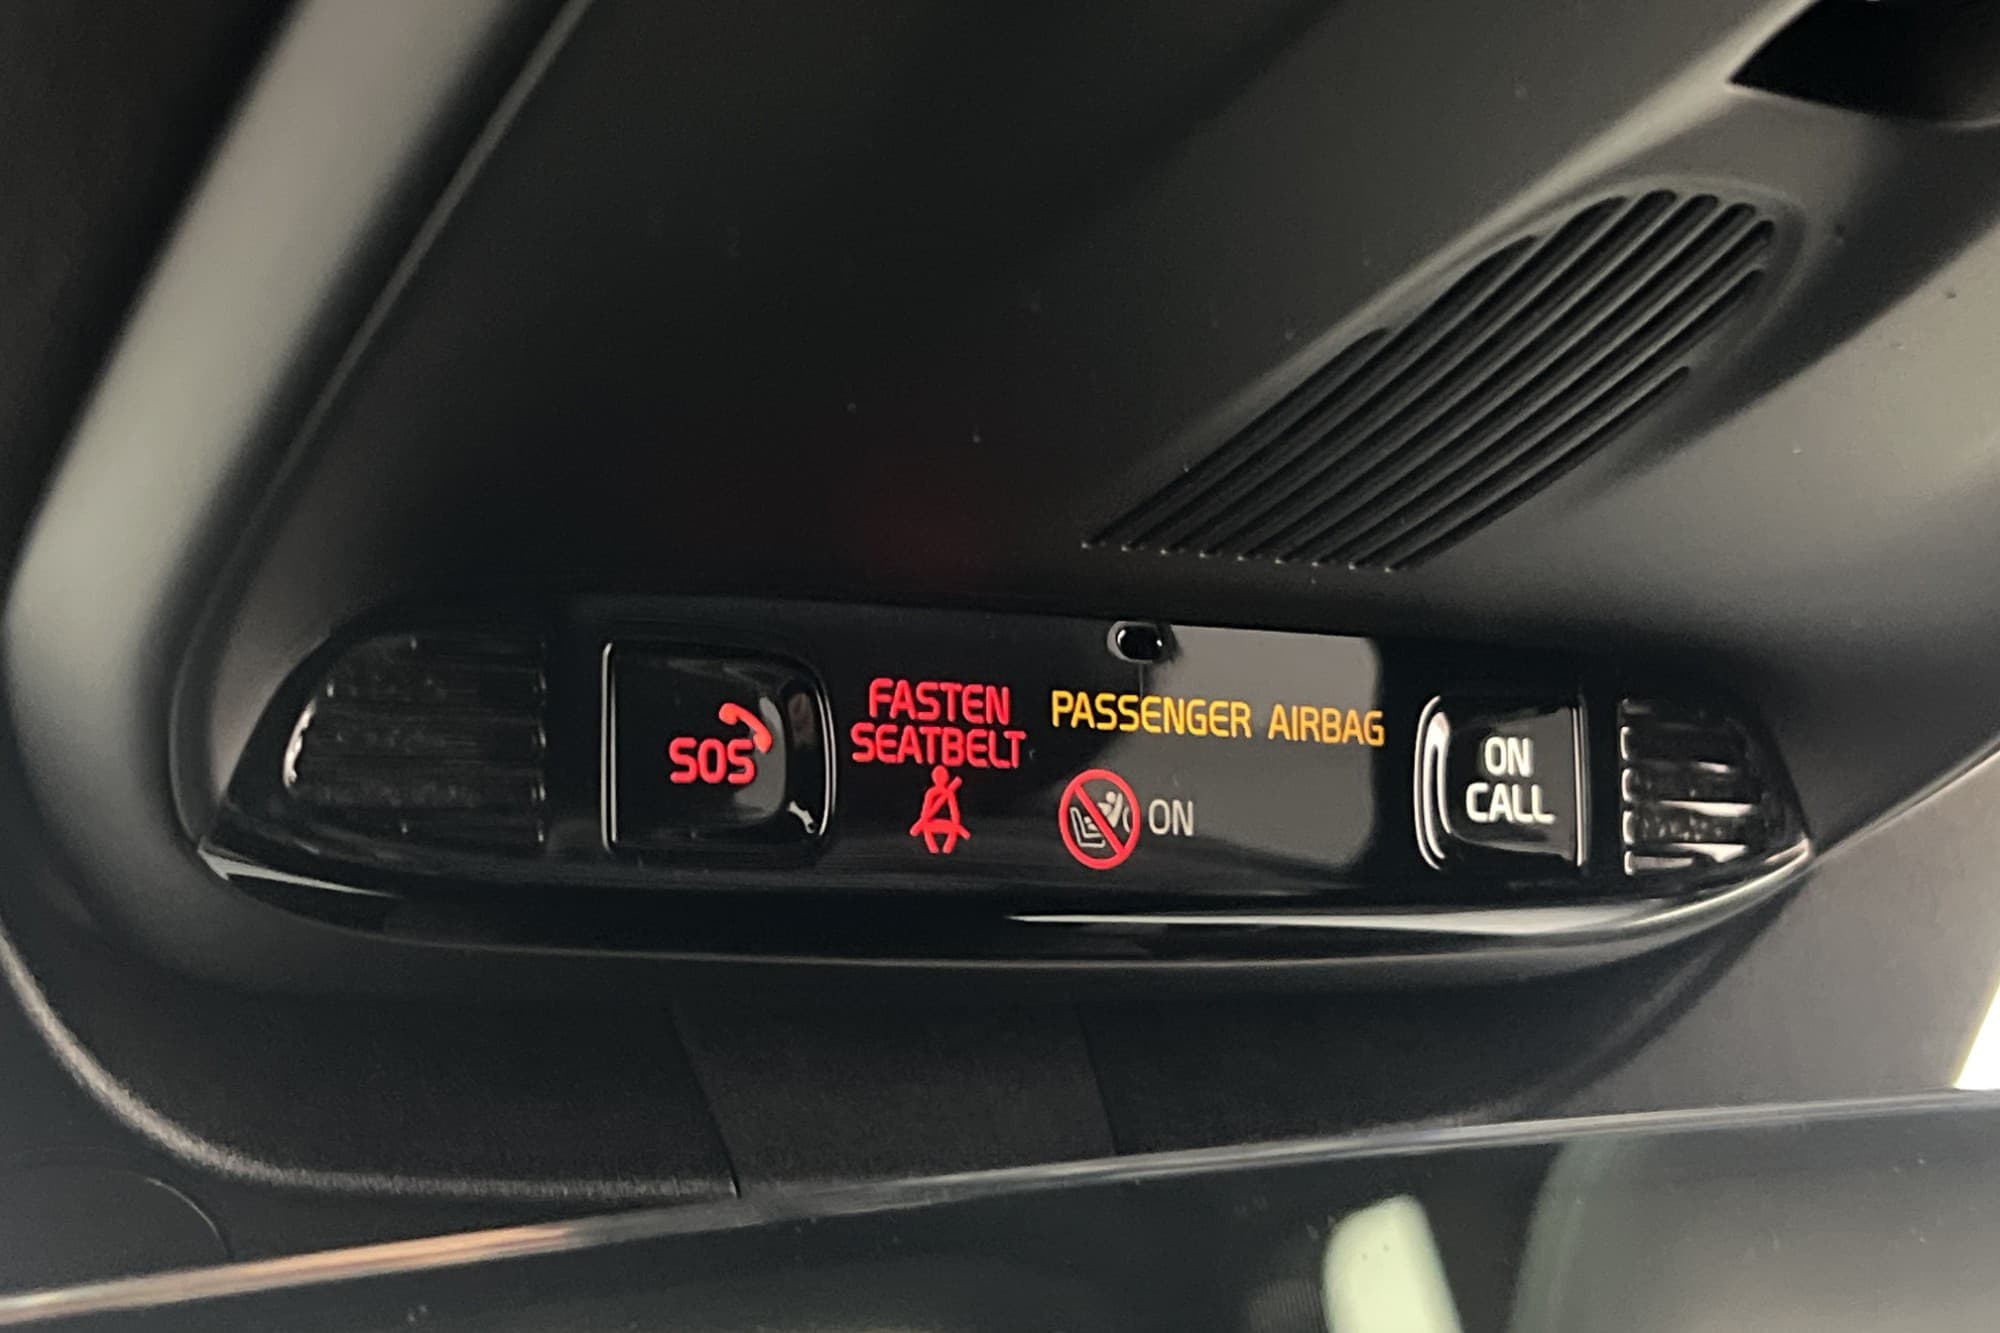 SOS
FASTEN
SEATBELT
PASSENGER AIRBAG
ON
ON
CALL